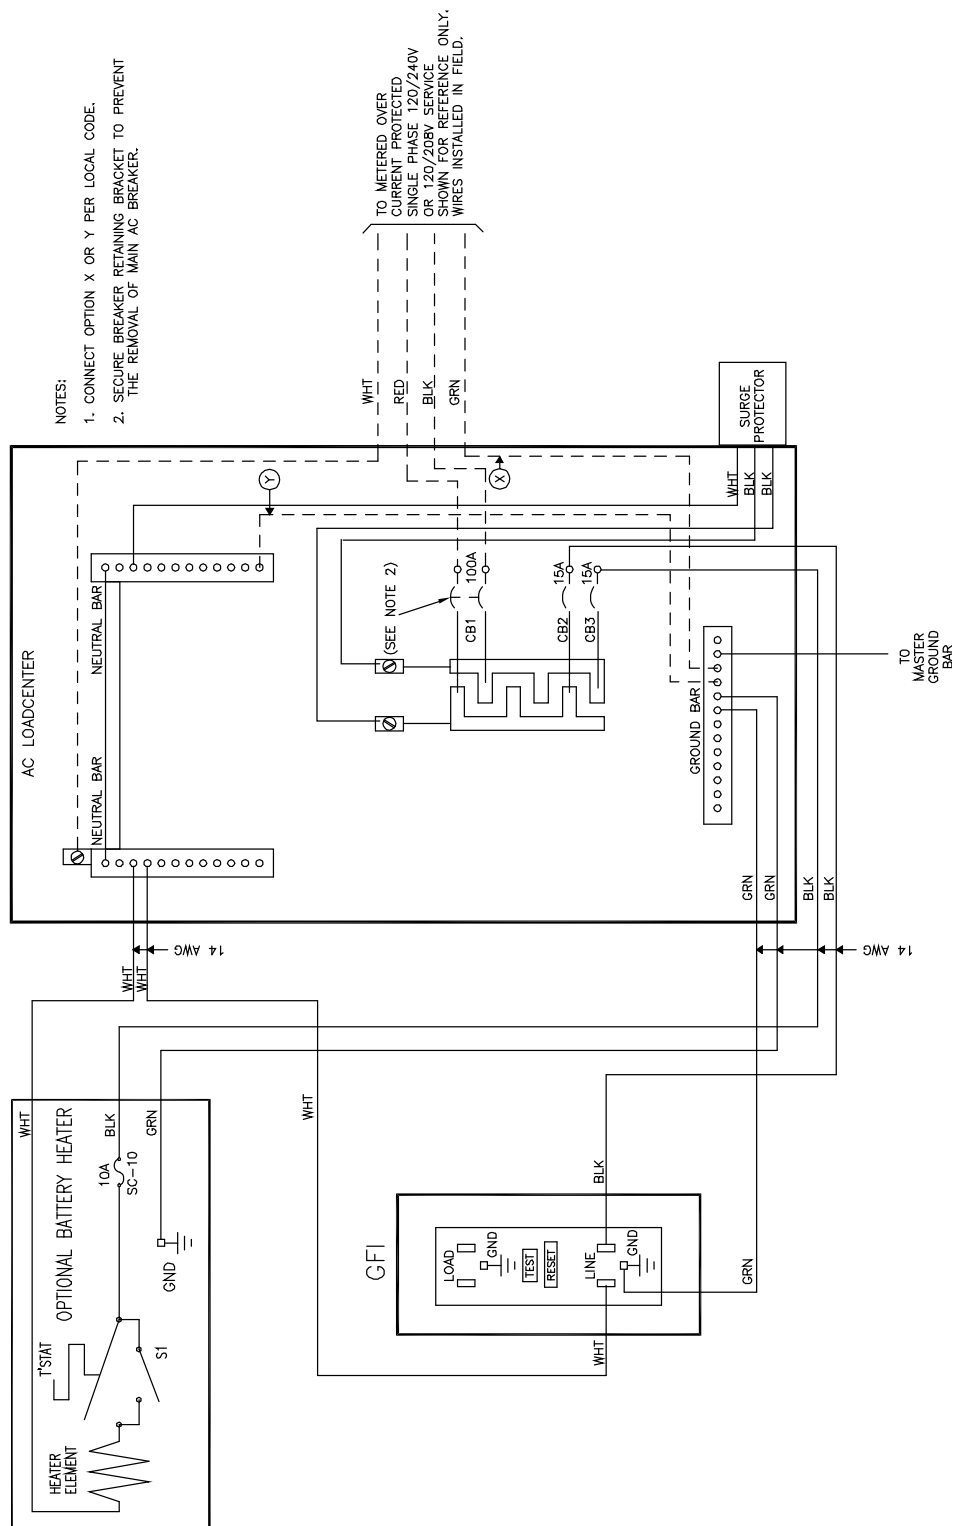 NOTES:
1. CONNECT OPTION X OR Y PER LOCAL CODE.
2. SECURE BREAKER RETAINING BRACKET TO PREVENT
THE REMOVAL OF MAIN AC BREAKER.
TO METERED OVER
CURRENT PROTECTED
SINGLE PHASE 120/240V
OR 120/208V SERVICE
SHOWN FOR REFERENCE ONLY.
WIRES INSTALLED IN FIELD.
WHT
RED
BLK
GRN
SURGE
PROTECTOR
WHT
BLK
BLK
X
Y
AC LOADCENTER
NEUTRAL BAR
NEUTRAL BAR
(SEE NOTE 2)
100A
CB1
15A
CB2
15A
CB3
GROUND BAR
TO
MASTER
GROUND
BAR
GRN
GRN
BLK
BLK
14 AWG
14 AWG
WHT
WHT
WHT
WHT
BLK
GRN
OPTIONAL BATTERY HEATER
10A
SC-10
GND
T'STAT
S1
HEATER
ELEMENT
GFI
LOAD
GND
TEST
RESET
LINE
GND
BLK
WHT
GRN